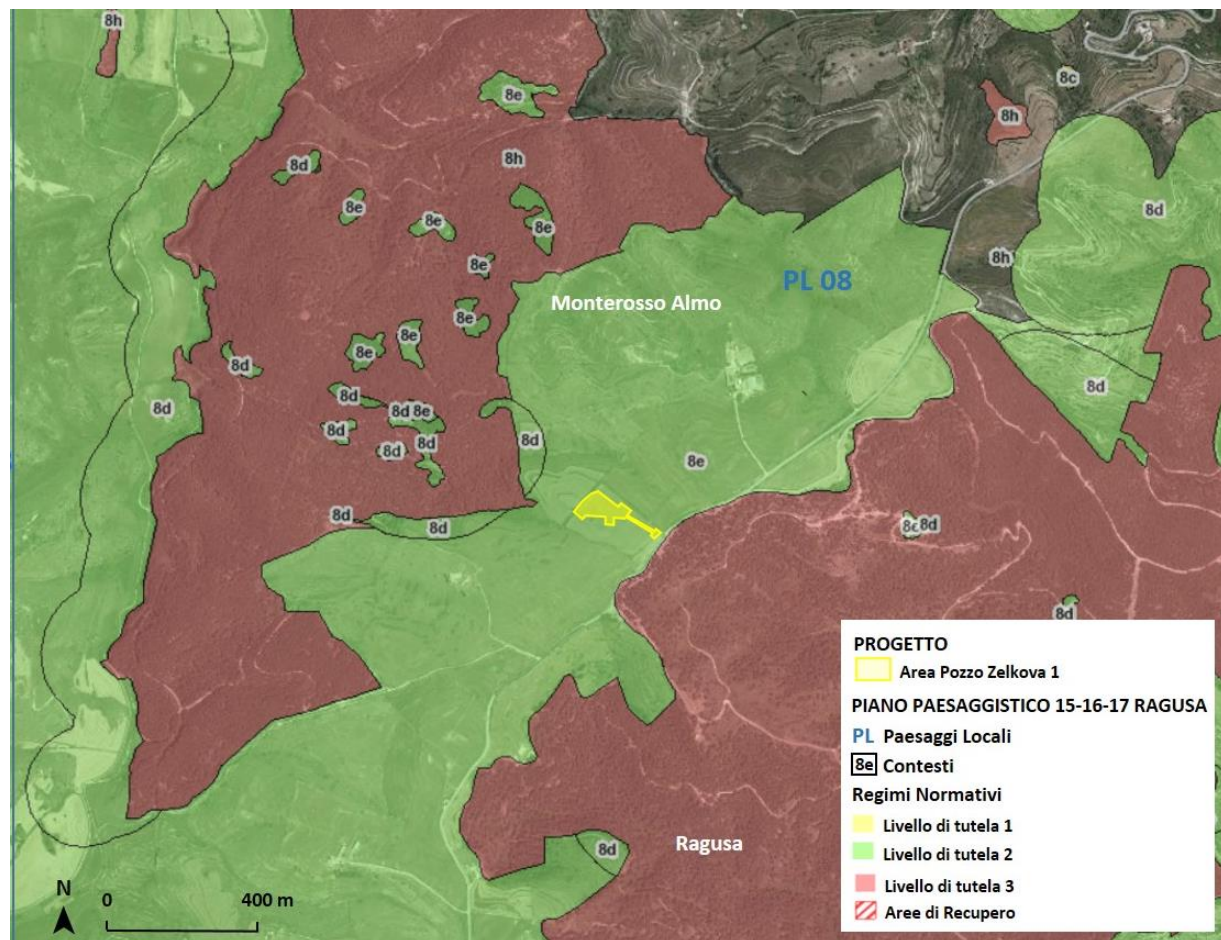 8h
8c
8e
8h
8d
8h
8d
8e
8e
8e
8h
8e
PL 08
Monterosso Almo
8e
8e
8e
8d
8d
8d
8d
8d 8e
8d
8d
8d
8d
8e
8d
8d
8d
8d
8d
PROGETTO
Area Pozzo Zelkova 1
PIANO PAESAGGISTICO 15-16-17 RAGUSA
PL Paesaggi Locali
8e Contesti
Regimi Normativi
Livello di tutela 1
Livello di tutela 2
Livello di tutela 3
Aree di Recupero
Ragusa
8d
N
0
400 m